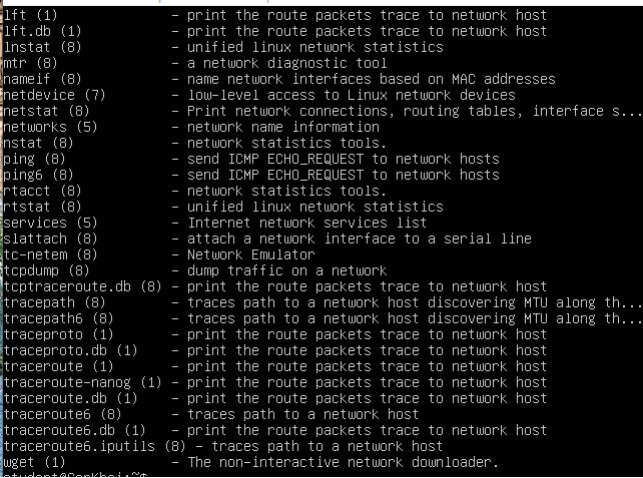 lft (1) - print the route packets trace to network host
lft.db (1) - print the route packets trace to network host
lnstat (8) - unified linux network statistics
mtr (8) - a network diagnostic tool
nameif (8) - name network interfaces based on MAC addresses
netdevice (7) - low-level access to Linux network devices
netstat (8) - Print network connections, routing tables, interface s...
networks (5) - network name information
nstat (8) - network statistics tools.
ping (8) - send ICMP ECHO_REQUEST to network hosts
ping6 (8) - send ICMP ECHO_REQUEST to network hosts
rtacct (8) - network statistics tools.
rtstat (8) - unified linux network statistics
services (5) - Internet network services list
slattach (8) - attach a network interface to a serial line
tc-netem (8) - Network Emulator
tcpdump (8) - dump traffic on a network
tcptraceroute.db (8) - print the route packets trace to network host
tracepath (8) - traces path to a network host discovering MTU along th...
tracepath6 (8) - traces path to a network host discovering MTU along th...
traceproto (1) - print the route packets trace to network host
traceproto.db (1) - print the route packets trace to network host
traceroute (1) - print the route packets trace to network host
traceroute-nanog (1) - print the route packets trace to network host
traceroute.db (1) - print the route packets trace to network host
traceroute6 (8) - traces path to a network host
traceroute6.db (1) - print the route packets trace to network host
traceroute6.iputils (8) - traces path to a network host
wget (1) - The non-interactive network downloader.